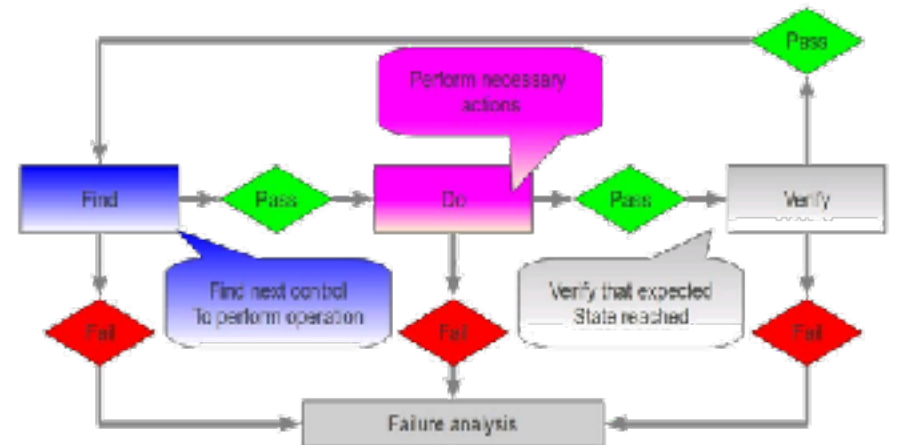 Pass
Perform necessary
actions
Find
Pass
Do
Pass
Verify
Find next control
To perform operation
Verify that expected
State reached
Fail
Fail
Fail
Failure analysis